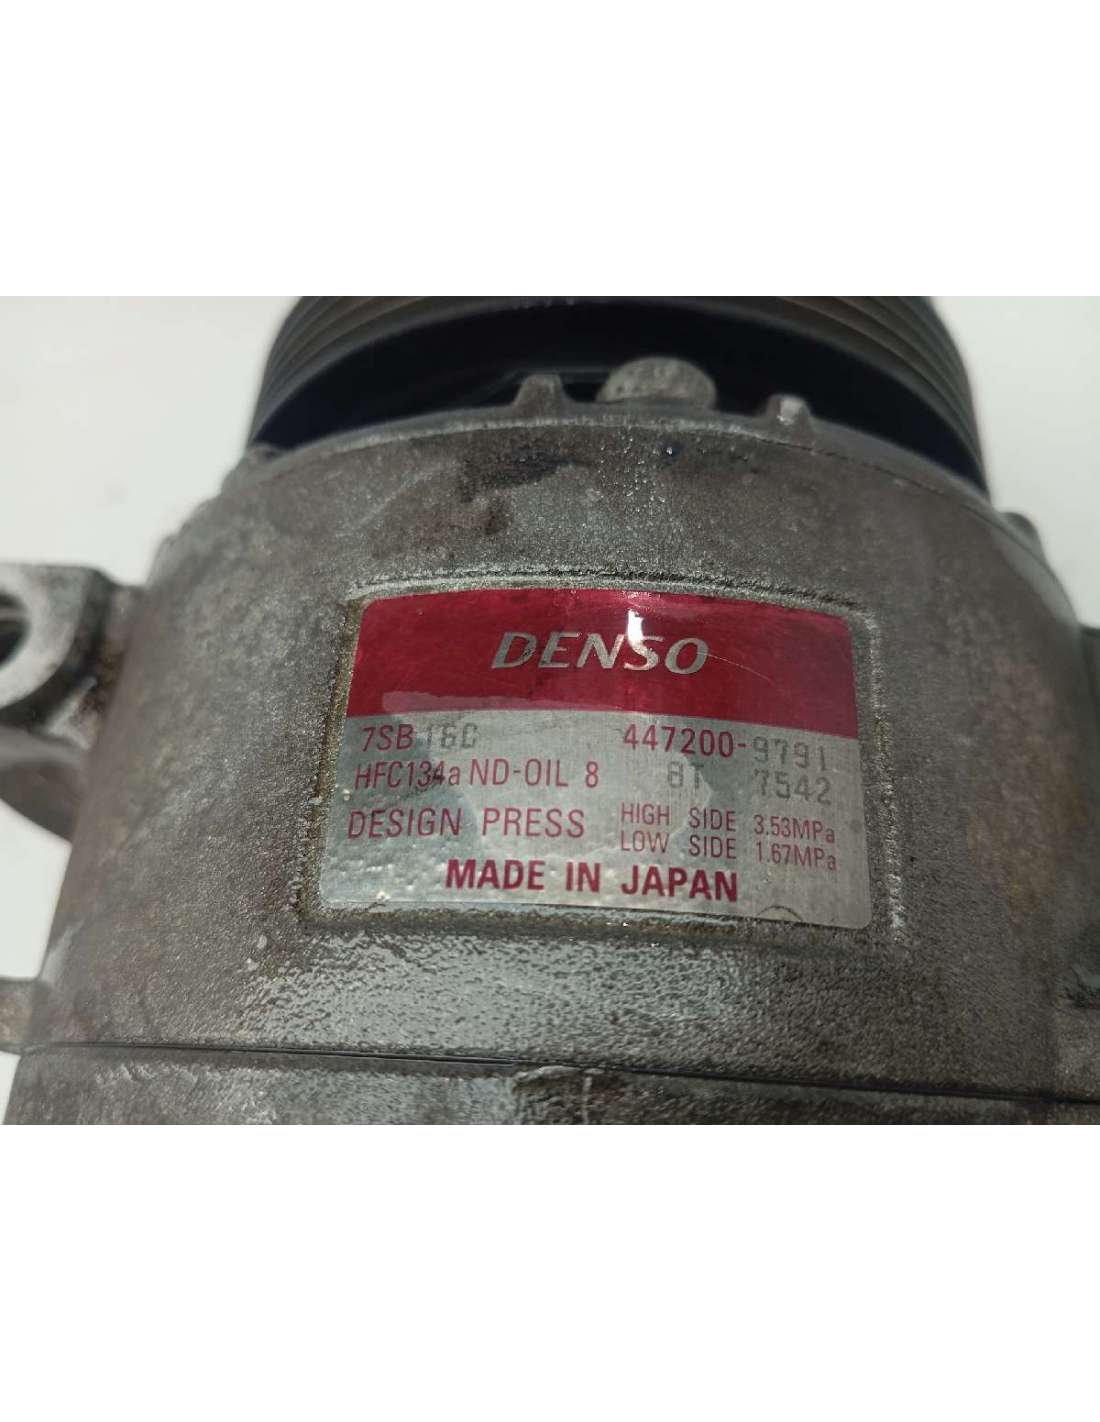 DENSO
7SB16C 447200-9791
HFC134a ND-OIL 8 8T 7542
DESIGN PRESS HIGH SIDE 3.53MPa
LOW SIDE 1.67MPa
MADE IN JAPAN